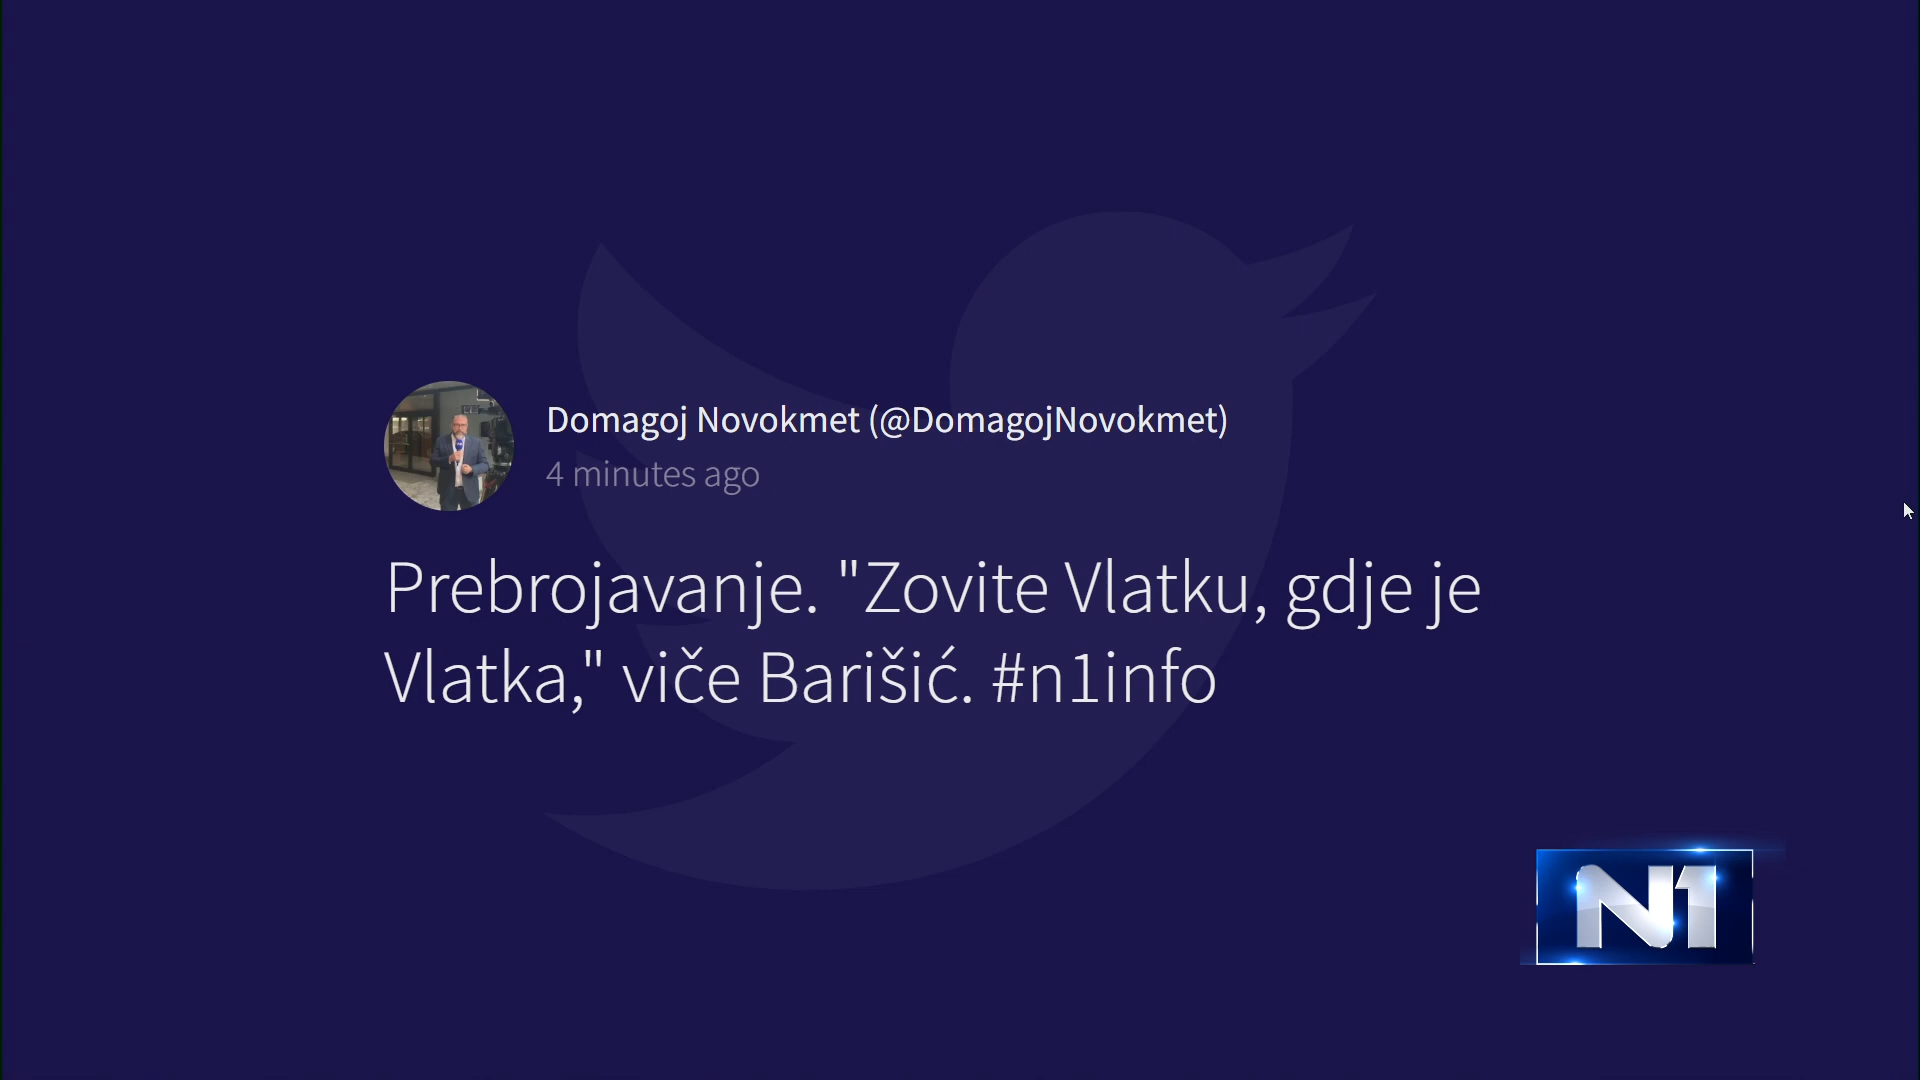 Domagoj Novokmet (@DomagojNovokmet)
4 minutes ago
Prebrojavanje. "Zovite Vlatku, gdje je
Vlatka," viče Barišić. #n1info
N1